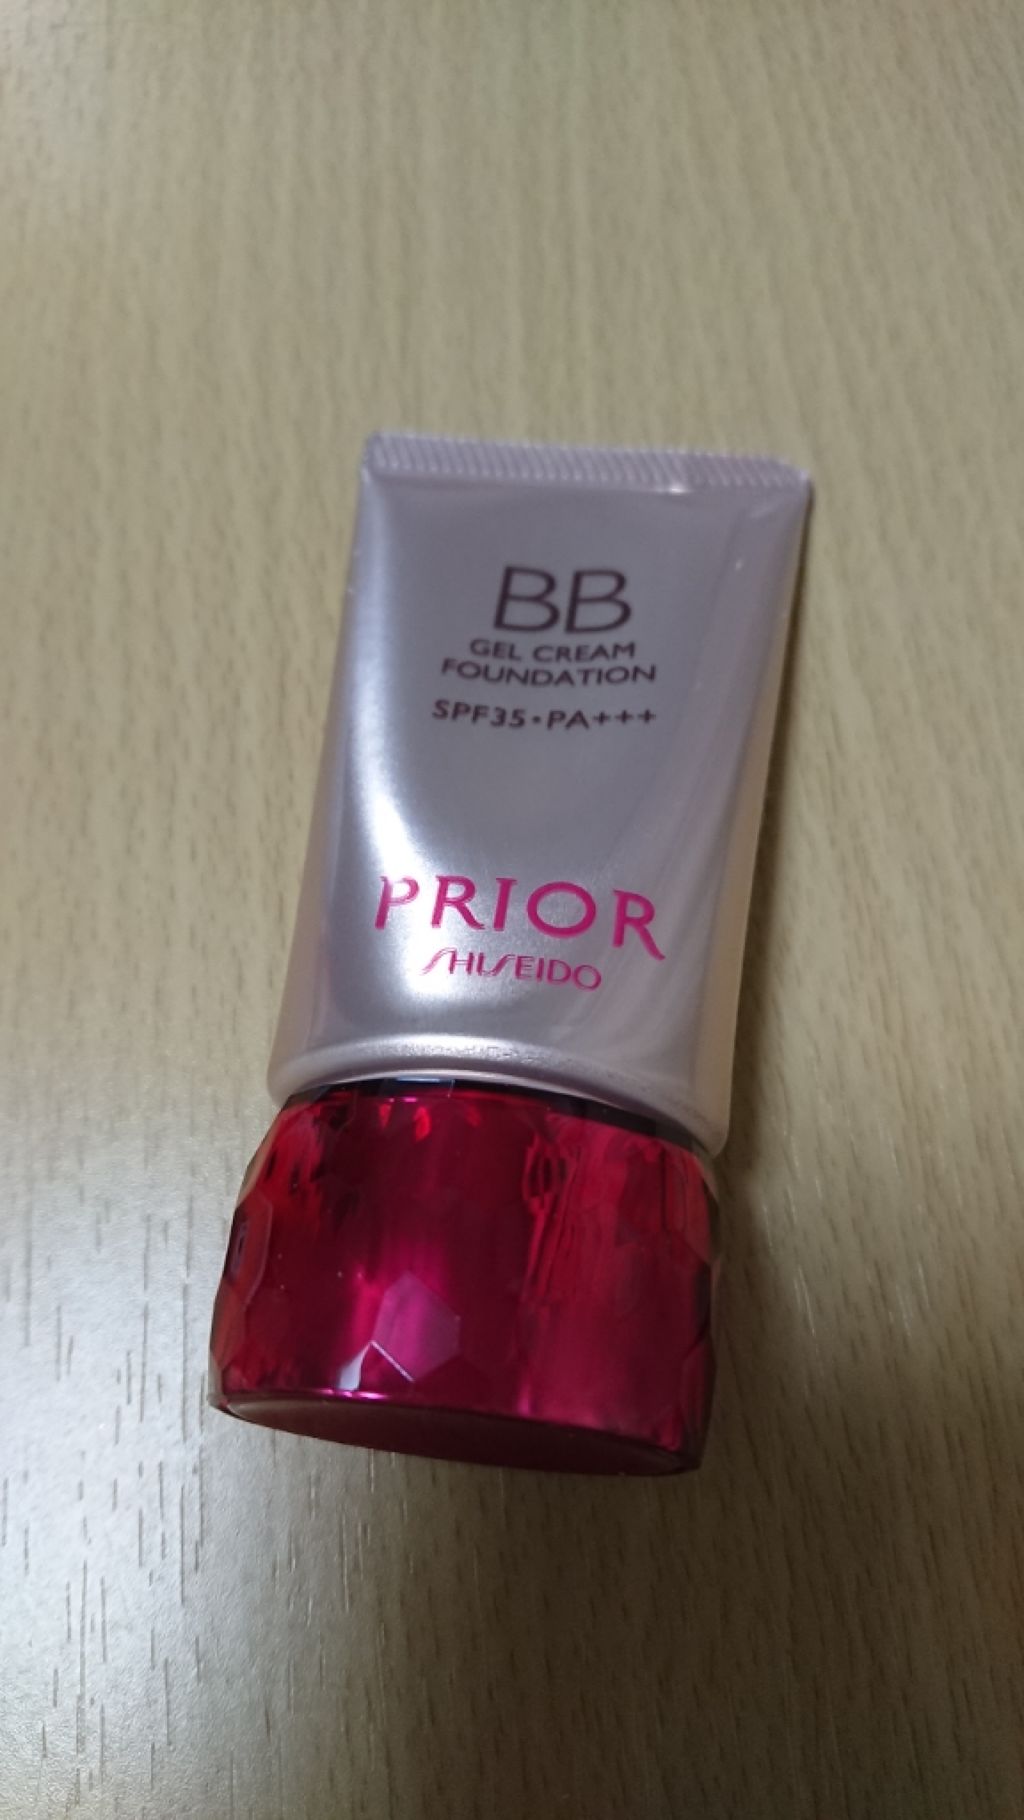 BB
GEL CREAM
FOUNDATION
SPF35•PA+++
PRIOR
SHISEIDO